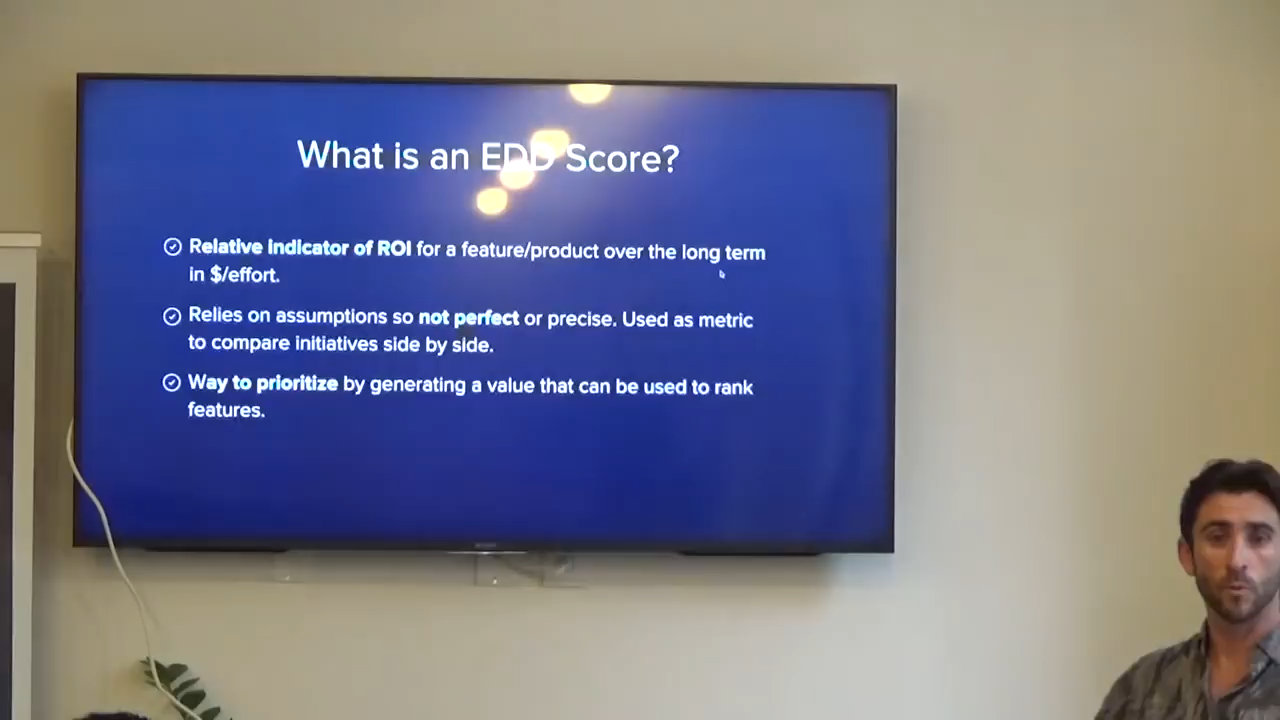 What is an EDD Score?
Relative indicator of ROI for a feature/product over the long term
in $/effort.
Relies on assumptions so not perfect or precise. Used as metric
to compare initiatives side by side.
Way to prioritize by generating a value that can be used to rank
features.